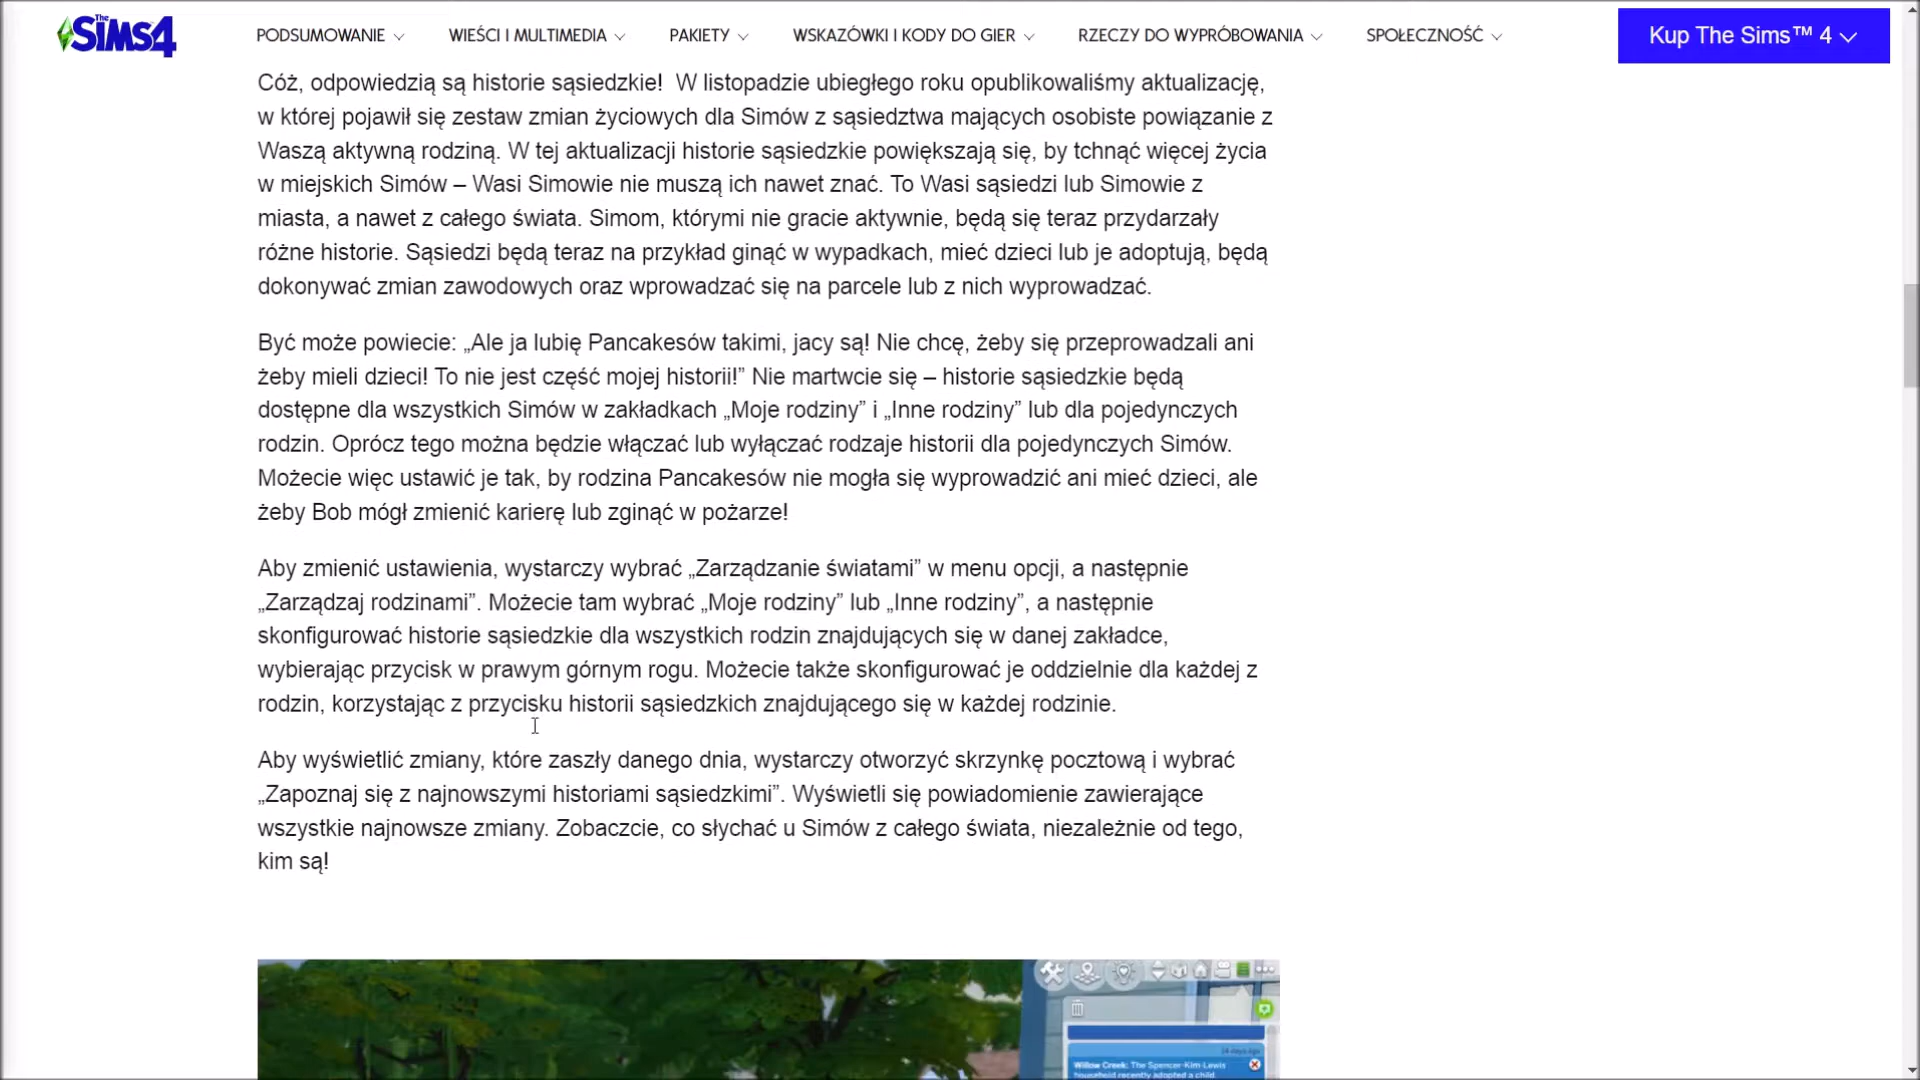 The SIMS4
PODSUMOWANIE
WIEŚCI I MULTIMEDIA
PAKIETY
WSKAZÓWKI I KODY DO GIER
RZECZY DO WYPRÓBOWANIA
SPOŁECZNOŚĆ
Kup The Sims™ 4
Cóż, odpowiedzią są historie sąsiedzkie!  W listopadzie ubiegłego roku opublikowaliśmy aktualizację,
w której pojawił się zestaw zmian życiowych dla Simów z sąsiedztwa mających osobiste powiązanie z
Waszą aktywną rodziną. W tej aktualizacji historie sąsiedzkie powiększają się, by tchnąć więcej życia
w miejskich Simów – Wasi Simowie nie muszą ich nawet znać. To Wasi sąsiedzi lub Simowie z
miasta, a nawet z całego świata. Simom, którymi nie gracie aktywnie, będą się teraz przydarzały
różne historie. Sąsiedzi będą teraz na przykład ginąć w wypadkach, mieć dzieci lub je adoptują, będą
dokonywać zmian zawodowych oraz wprowadzać się na parcele lub z nich wyprowadzać.
Być może powiecie: „Ale ja lubię Pancakesów takimi, jacy są! Nie chcę, żeby się przeprowadzali ani
żeby mieli dzieci! To nie jest część mojej historii!” Nie martwcie się – historie sąsiedzkie będą
dostępne dla wszystkich Simów w zakładkach „Moje rodziny” i „Inne rodziny” lub dla pojedynczych
rodzin. Oprócz tego można będzie włączać lub wyłączać rodzaje historii dla pojedynczych Simów.
Możecie więc ustawić je tak, by rodzina Pancakesów nie mogła się wyprowadzić ani mieć dzieci, ale
żeby Bob mógł zmienić karierę lub zginąć w pożarze!
Aby zmienić ustawienia, wystarczy wybrać „Zarządzanie światami” w menu opcji, a następnie
„Zarządzaj rodzinami”. Możecie tam wybrać „Moje rodziny” lub „Inne rodziny”, a następnie
skonfigurować historie sąsiedzkie dla wszystkich rodzin znajdujących się w danej zakładce,
wybierając przycisk w prawym górnym rogu. Możecie także skonfigurować je oddzielnie dla każdej z
rodzin, korzystając z przycisku historii sąsiedzkich znajdującego się w każdej rodzinie.
Aby wyświetlić zmiany, które zaszły danego dnia, wystarczy otworzyć skrzynkę pocztową i wybrać
„Zapoznaj się z najnowszymi historiami sąsiedzkimi”. Wyświetli się powiadomienie zawierające
wszystkie najnowsze zmiany. Zobaczcie, co słychać u Simów z całego świata, niezależnie od tego,
kim są!
Willow Creek: The Spencer-Kim-Lewis
household recently adopted a child